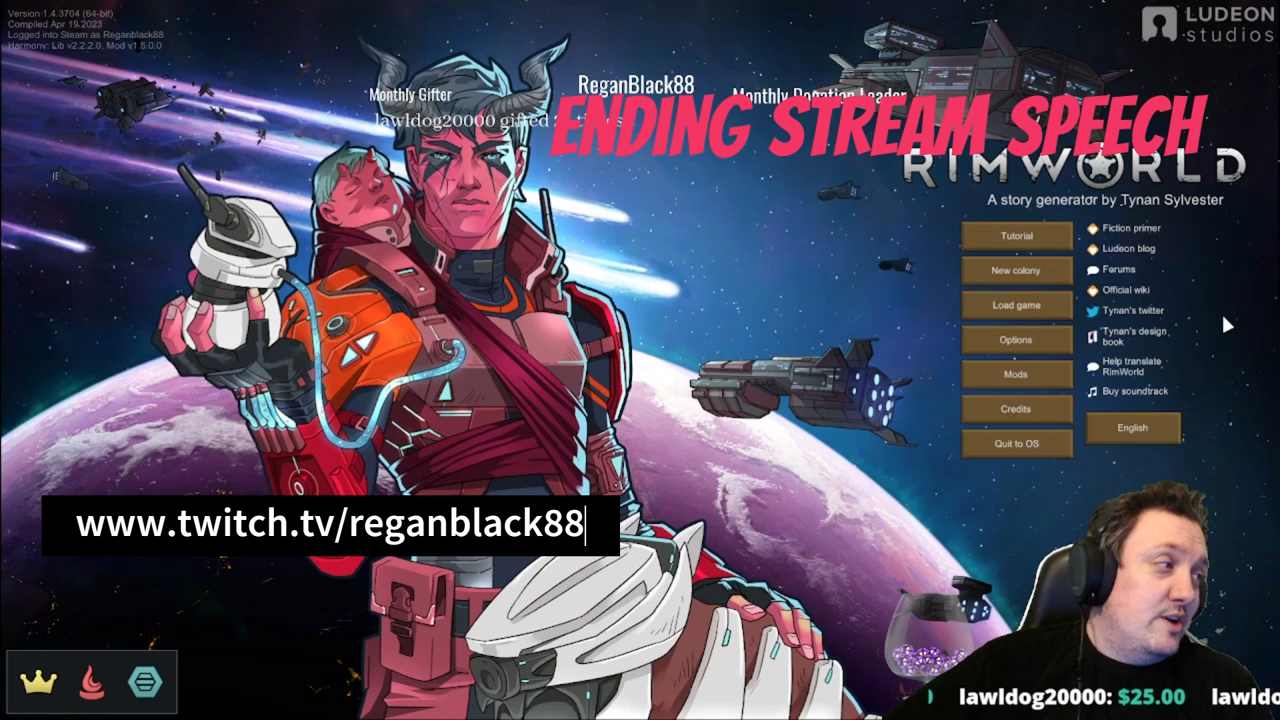 Version 1.4.3704 (64-bit)
Compiled Apr 19 2023
Logged into Steam as Reganblack88
Harmony: Lib v2.2.2.0, Mod v1.5.0.0
LUDEON
studios
Monthly Gifter
ReganBlack88
Monthly Donation Leader
lawldog20000 gifted
ENDING STREAM SPEECH
RIMWORLD
A story generator by Tynan Sylvester
Tutorial
New colony
Load game
Options
Mods
Credits
Quit to OS
Fiction primer
Ludeon blog
Forums
Official wiki
Tynan's twitter
Tynan's design
book
Help translate
RimWorld
Buy soundtrack
English
www.twitch.tv/reganblack88
lawldog20000: $25.00 lawldo